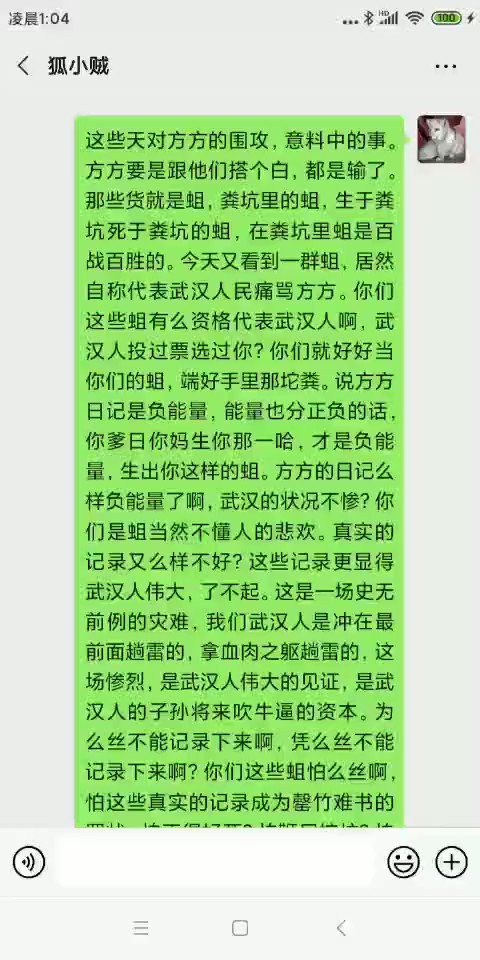 凌晨1:04
HD
100
狐小贼
这些天对方方的围攻，意料中的事。
方方要是跟他们搭个白，都是输了。
那些货就是蛆，粪坑里的蛆，生于粪
坑死于粪坑的蛆，在粪坑里蛆是百
战百胜的。今天又看到一群蛆，居然
自称代表武汉人民痛骂方方。你们
这些蛆有么资格代表武汉人啊，武
汉人投过票选过你？你们就好好当
你们的蛆，端好手里那坨粪。说方方
日记是负能量，能量也分正负的话，
你爹日你妈生你那一哈，才是负能
量，生出你这样的蛆。方方的日记么
样负能量了啊，武汉的状况不惨？你
们是蛆当然不懂人的悲欢。真实的
记录又么样不好？这些记录更显得
武汉人伟大，了不起。这是一场史无
前例的灾难，我们武汉人是冲在最
前面趟雷的，拿血肉之躯趟雷的，这
场惨烈，是武汉人伟大的见证，是武
汉人的子孙将来吹牛逼的资本。为
么丝不能记录下来啊，凭么丝不能
记录下来啊？你们这些蛆怕么丝啊，
怕这些真实的记录成为罄竹难书的